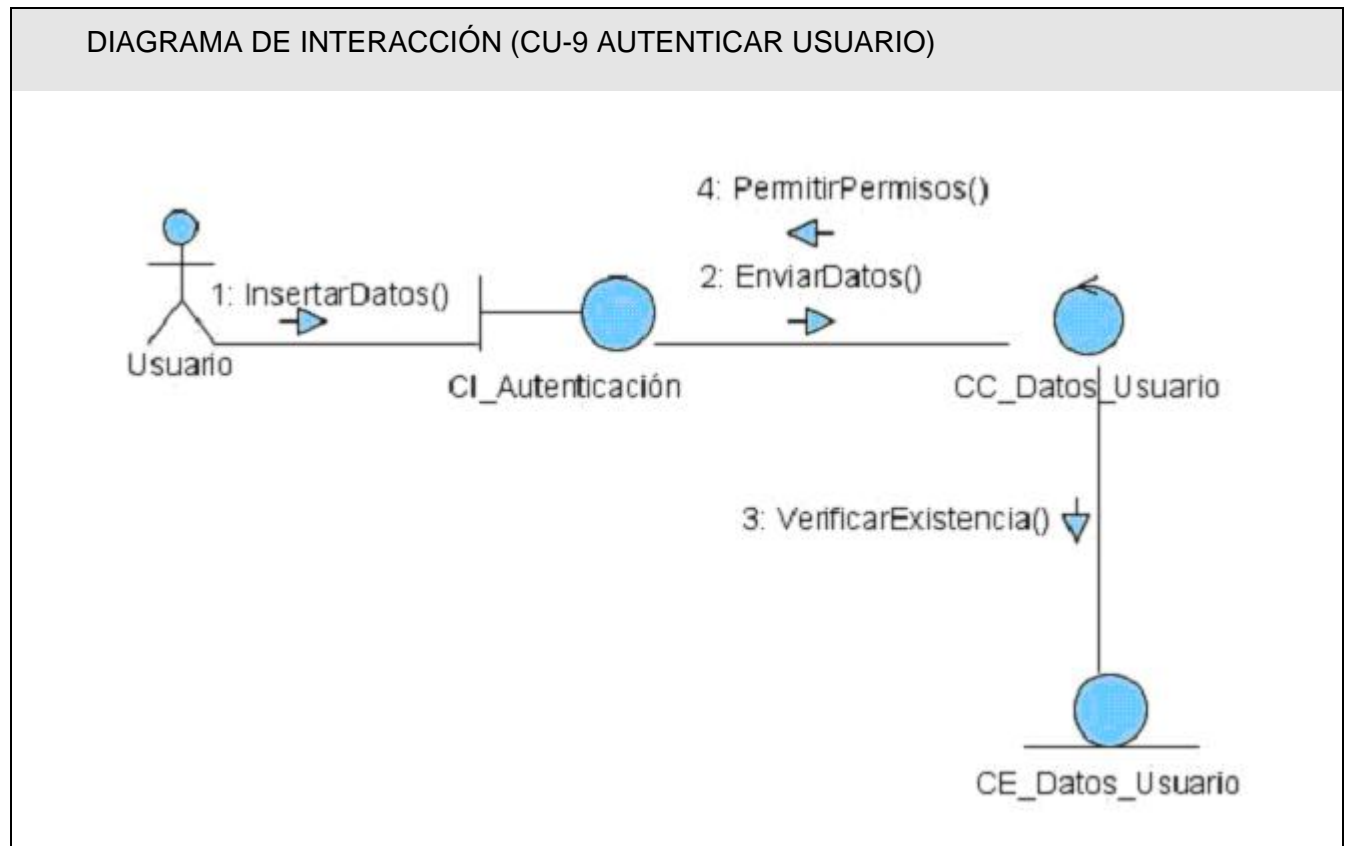 DIAGRAMA DE INTERACCIÓN (CU-9 AUTENTICAR USUARIO)
4: PermitirPermisos()
2: EnviarDatos()
1: InsertarDatos()
Usuario
CI_Autenticación
CC_Datos_Usuario
3: VerificarExistencia()
CE_Datos_Usuario